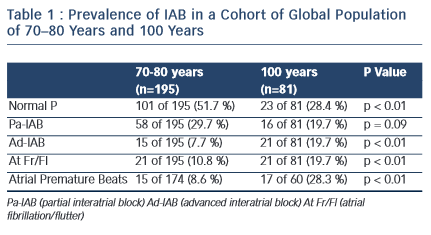 Table 1 : Prevalence of IAB in a Cohort of Global Population
of 70–80 Years and 100 Years
70-80 years 100 years P Value
(n=195) (n=81)
Normal P 101 of 195 (51.7 %) 23 of 81 (28.4 %) p < 0.01
Pa-IAB 58 of 195 (29.7 %) 16 of 81 (19.7 %) p = 0.09
Ad-IAB 15 of 195 (7.7 %) 21 of 81 (19.7 %) p < 0.01
At Fr/Fl 21 of 195 (10.8 %) 21 of 81 (19.7 %) p < 0.01
Atrial Premature Beats 15 of 174 (8.6 %) 17 of 60 (28.3 %) p < 0.01
Pa-IAB (partial interatrial block) Ad-IAB (advanced interatrial block) At Fr/Fl (atrial
fibrillation/flutter)